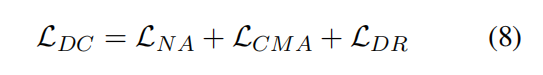 ℒ_{DC} = ℒ_{NA} + ℒ_{CMA} + ℒ_{DR} (8)